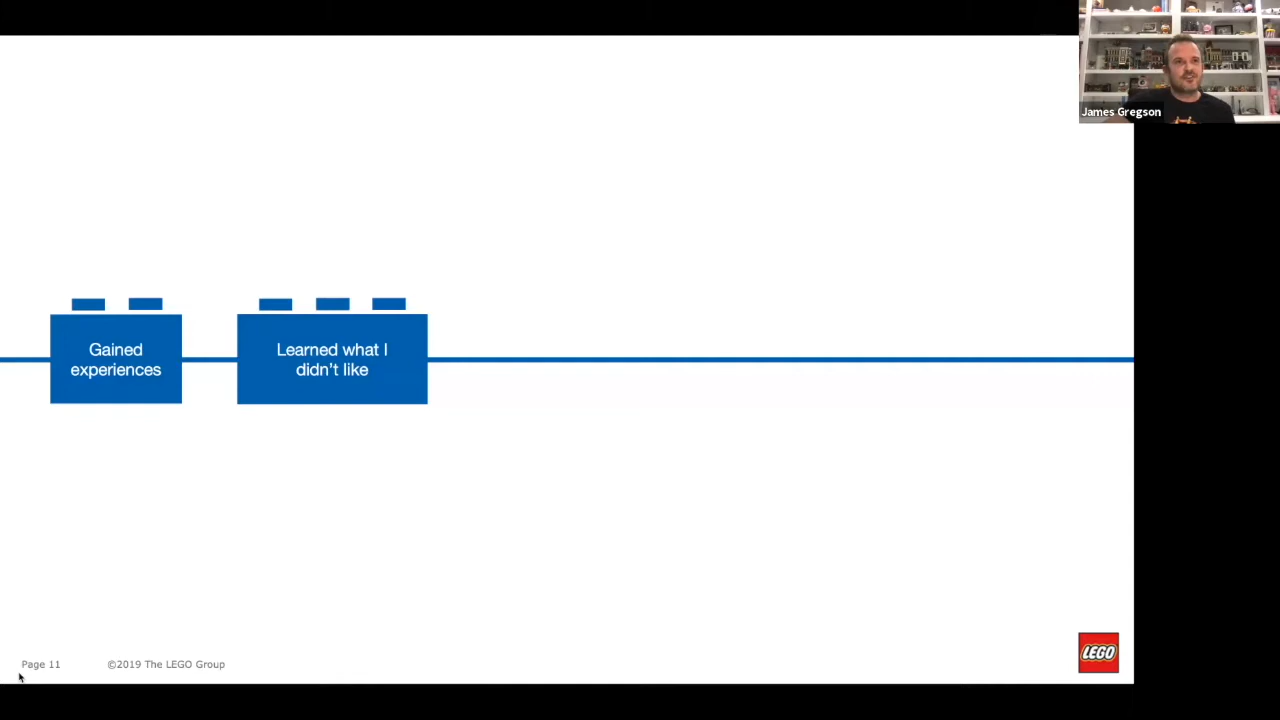 James Gregson
Gained
experiences
Learned what I
didn't like
Page 11
©2019 The LEGO Group
LEGO